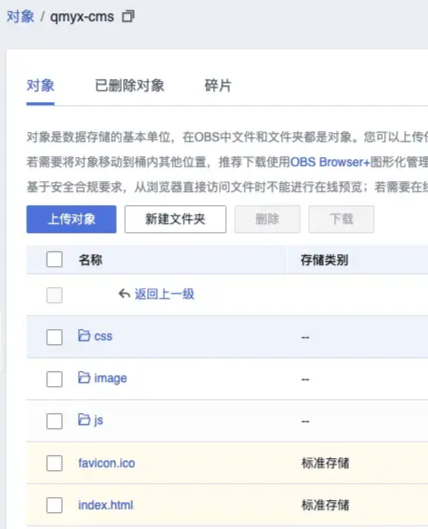 对象 / qmyx-cms
对象 已删除对象 碎片
对象是数据存储的基本单位，在OBS中文件和文件夹都是对象。您可以上传
若需要将对象移动到桶内其他位置，推荐下载使用OBS Browser+图形化管理
基于安全合规要求，从浏览器直接访问文件时不能进行在线预览；若需要在
上传对象 新建文件夹 删除 下载
名称 存储类别
返回上一级
css --
image --
js --
favicon.ico 标准存储
index.html 标准存储